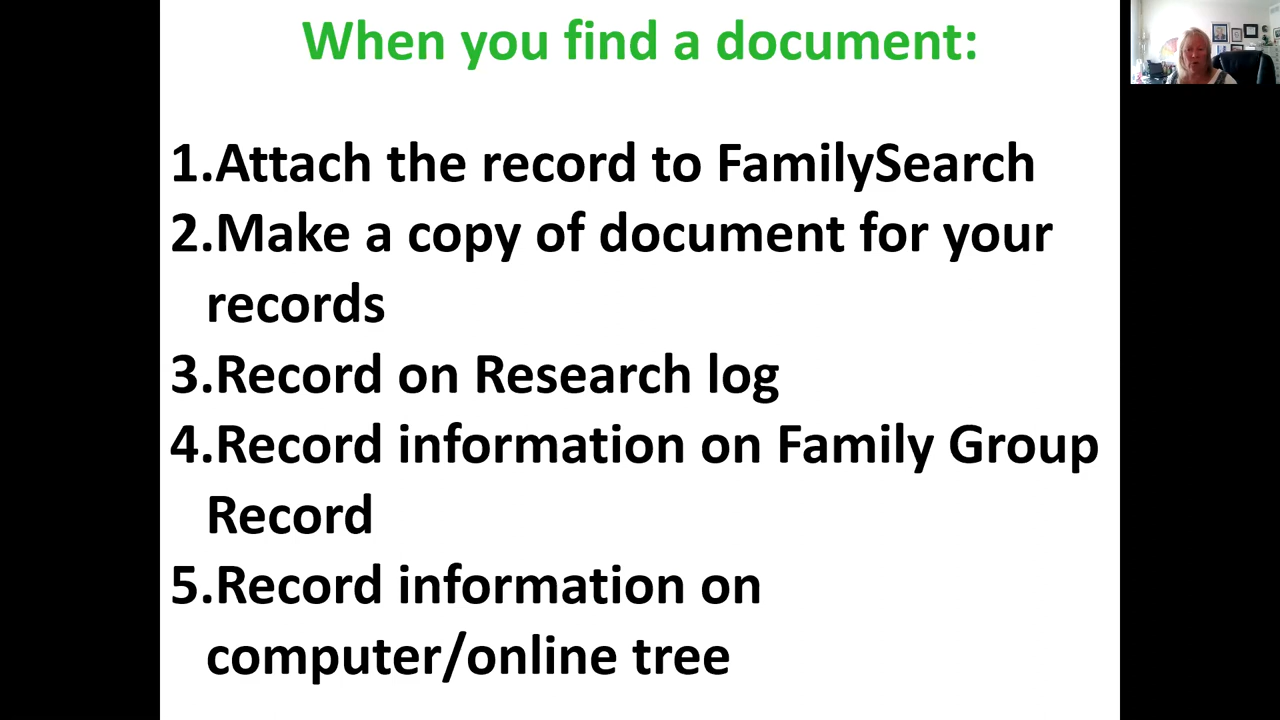 When you find a document:
1.Attach the record to FamilySearch
2.Make a copy of document for your
records
3.Record on Research log
4.Record information on Family Group
Record
5.Record information on
computer/online tree